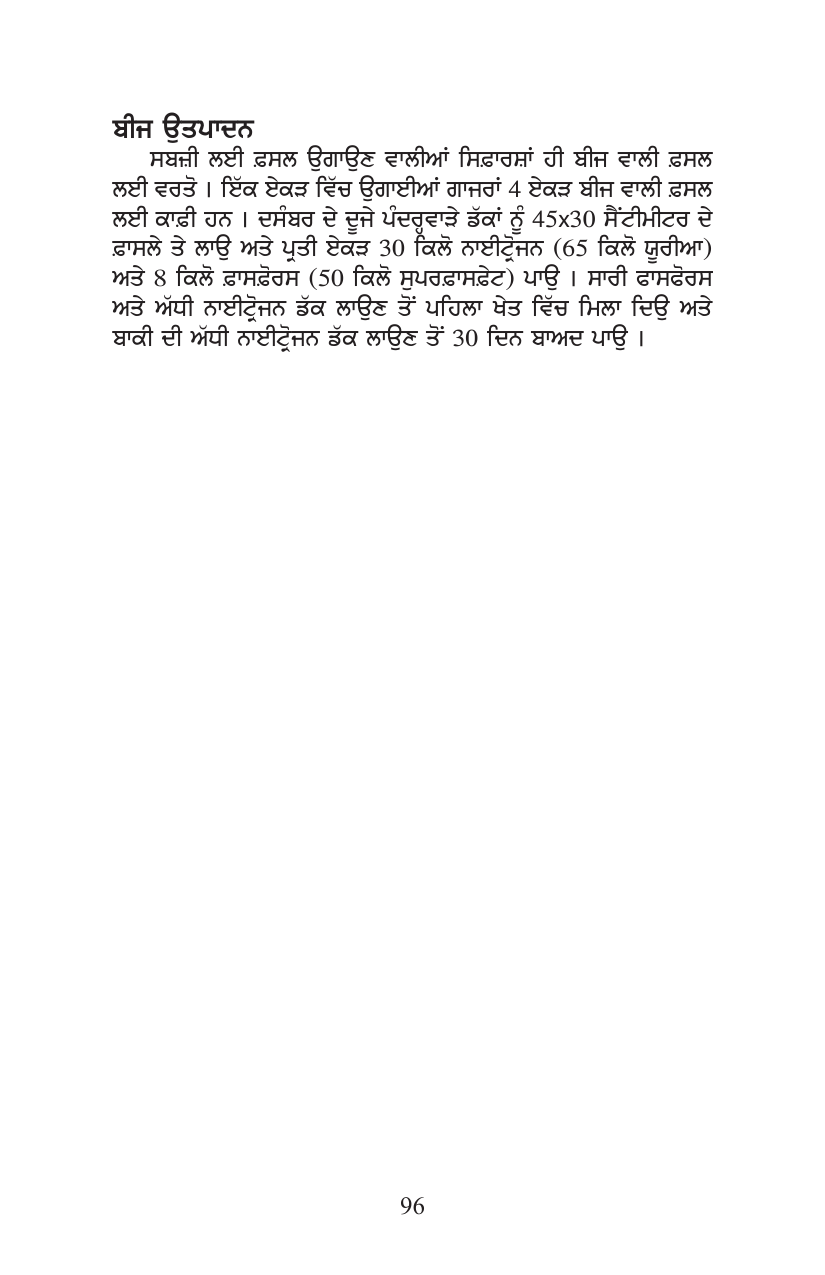 ਬੀਜ ਉਤਪਾਦਨ
ਸਬਜ਼ੀ ਲਈ ਫ਼ਸਲ ਉਗਾਉਣ ਵਾਲੀਆਂ ਸਿਫ਼ਾਰਸ਼ਾਂ ਹੀ ਬੀਜ ਵਾਲੀ ਫ਼ਸਲ
ਲਈ ਵਰਤੋ । ਇੱਕ ਏਕੜ ਵਿੱਚ ਉਗਾਈਆਂ ਗਾਜਰਾਂ 4 ਏਕੜ ਬੀਜ ਵਾਲੀ ਫ਼ਸਲ
ਲਈ ਕਾਫ਼ੀ ਹਨ । ਦਸੰਬਰ ਦੇ ਦੂਜੇ ਪੰਦਰ੍ਹਵਾੜੇ ਡੱਕਾਂ ਨੂੰ 45x30 ਸੈਂਟੀਮੀਟਰ ਦੇ
ਫ਼ਾਸਲੇ ਤੇ ਲਾਉ ਅਤੇ ਪ੍ਰਤੀ ਏਕੜ 30 ਕਿਲੋ ਨਾਈਟ੍ਰੋਜਨ (65 ਕਿਲੋ ਯੂਰੀਆ)
ਅਤੇ 8 ਕਿਲੋ ਫ਼ਾਸਫ਼ੋਰਸ (50 ਕਿਲੋ ਸੁਪਰਫ਼ਾਸਫ਼ੇਟ) ਪਾਉ । ਸਾਰੀ ਫਾਸਫੋਰਸ
ਅਤੇ ਅੱਧੀ ਨਾਈਟ੍ਰੋਜਨ ਡੱਕ ਲਾਉਣ ਤੋਂ ਪਹਿਲਾ ਖੇਤ ਵਿੱਚ ਮਿਲਾ ਦਿਉ ਅਤੇ
ਬਾਕੀ ਦੀ ਅੱਧੀ ਨਾਈਟ੍ਰੋਜਨ ਡੱਕ ਲਾਉਣ ਤੋਂ 30 ਦਿਨ ਬਾਅਦ ਪਾਉ ।
96